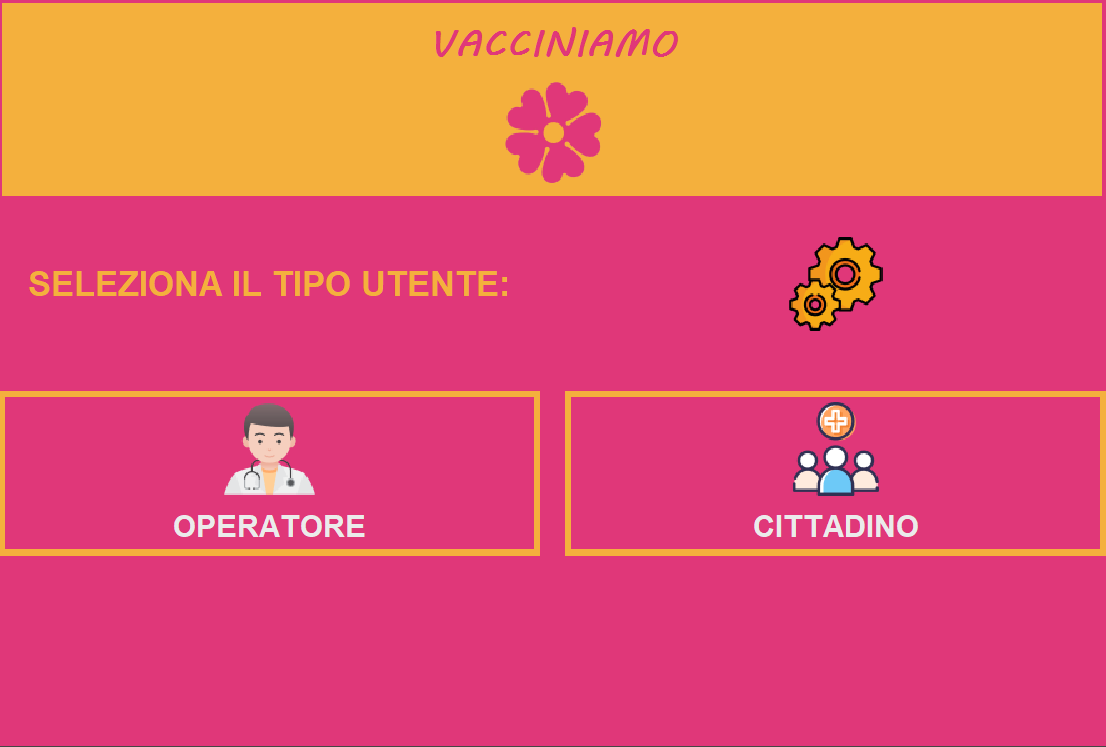 VACCINIAMO
SELEZIONA IL TIPO UTENTE:
OPERATORE
CITTADINO